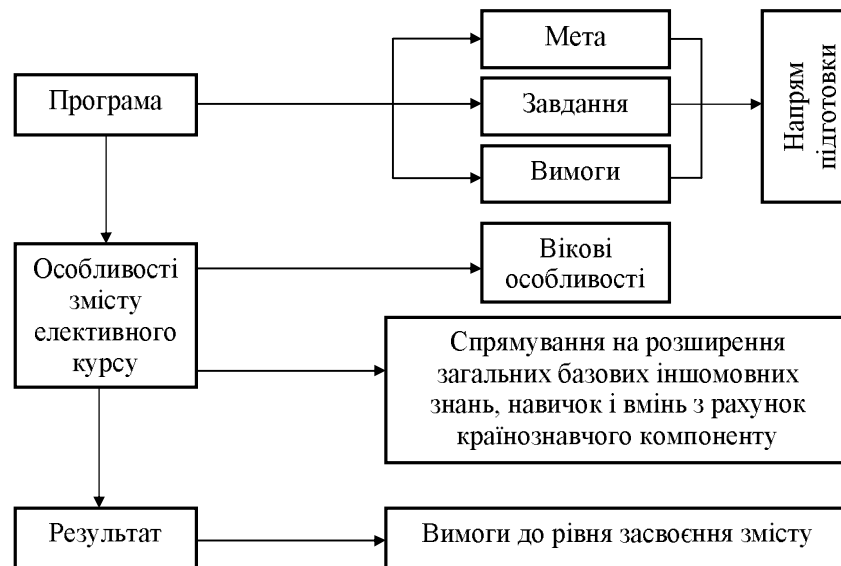 Мета
Програма
Завдання
Вимоги
Напрям
підготовки
Особливості
змісту
елективного
курсу
Вікові
особливості
Спрямування на розширення
загальних базових іншомовних
знань, навичок і вмінь з рахунок
країнознавчого компоненту
Результат
Вимоги до рівня засвоєння змісту